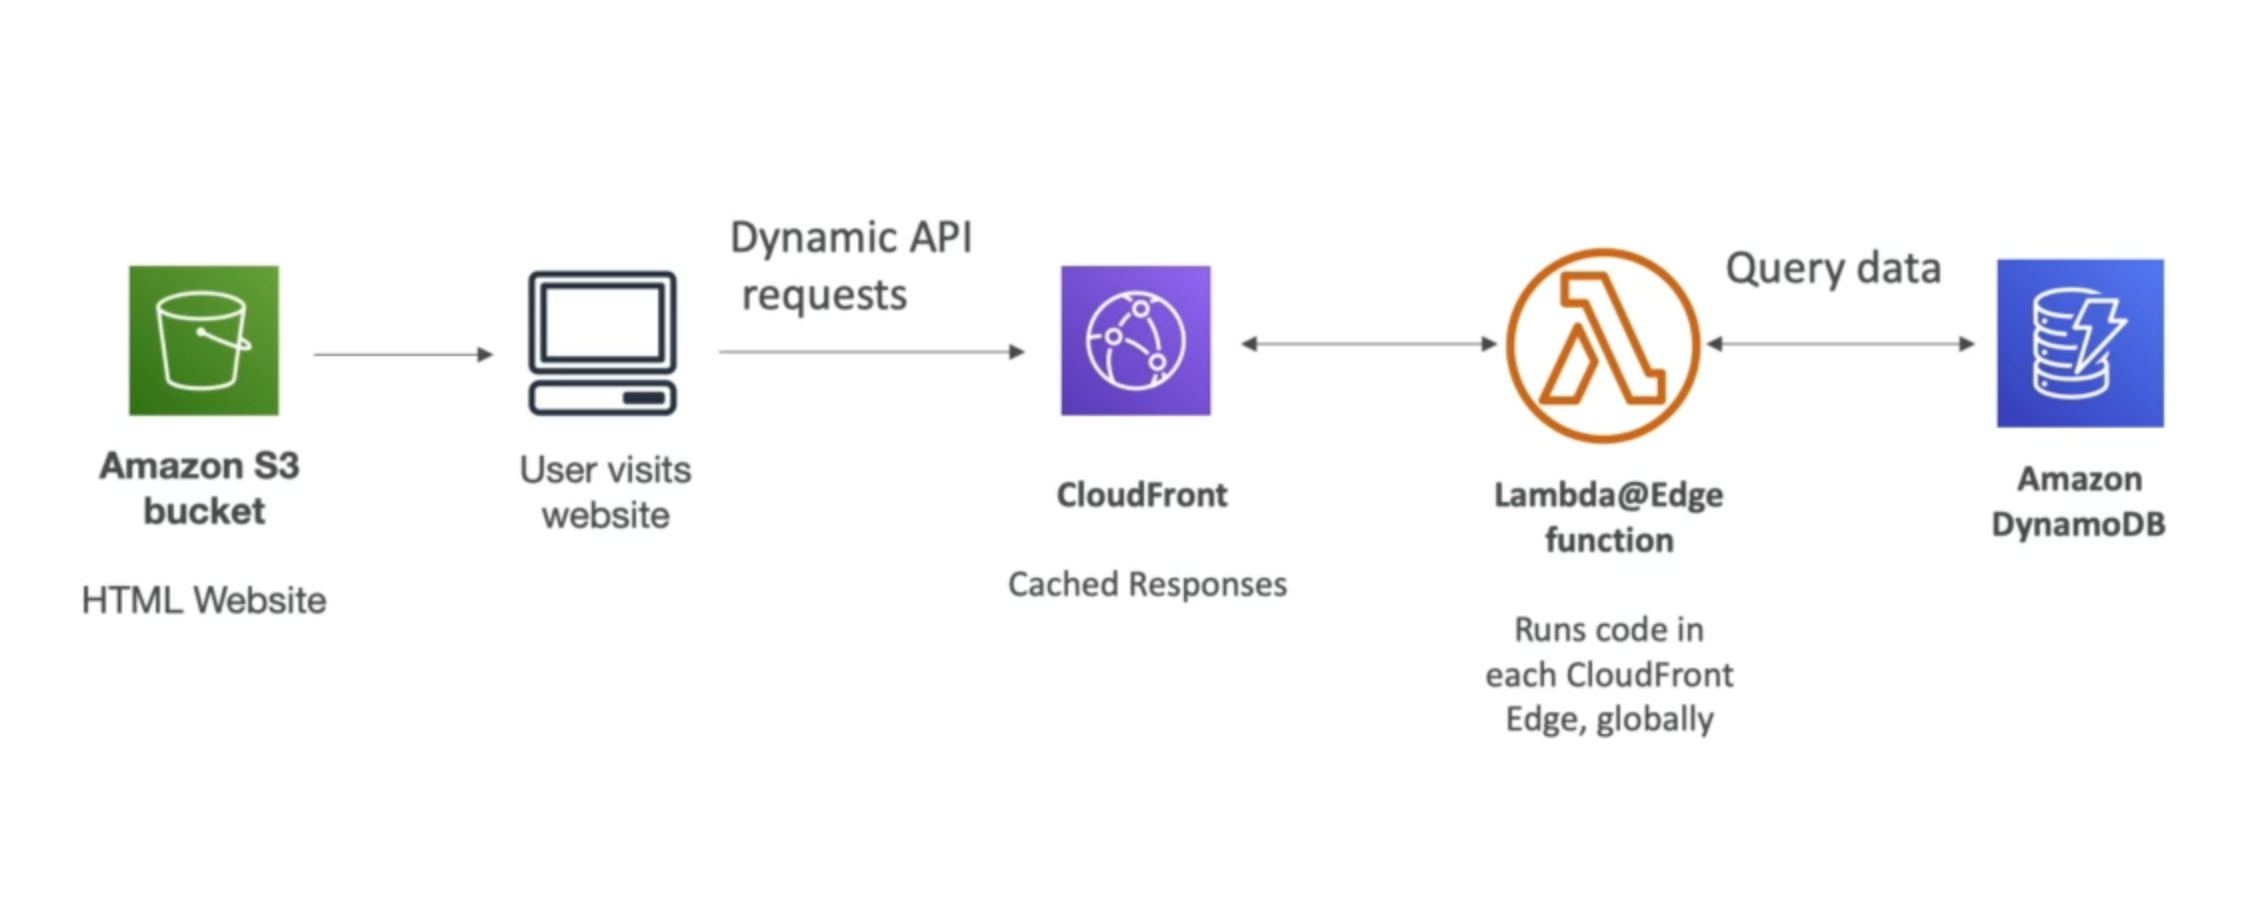 Amazon S3
bucket
HTML Website
User visits
website
Dynamic API
requests
CloudFront
Cached Responses
Lambda@Edge
function
Runs code in
each CloudFront
Edge, globally
Query data
Amazon
DynamoDB